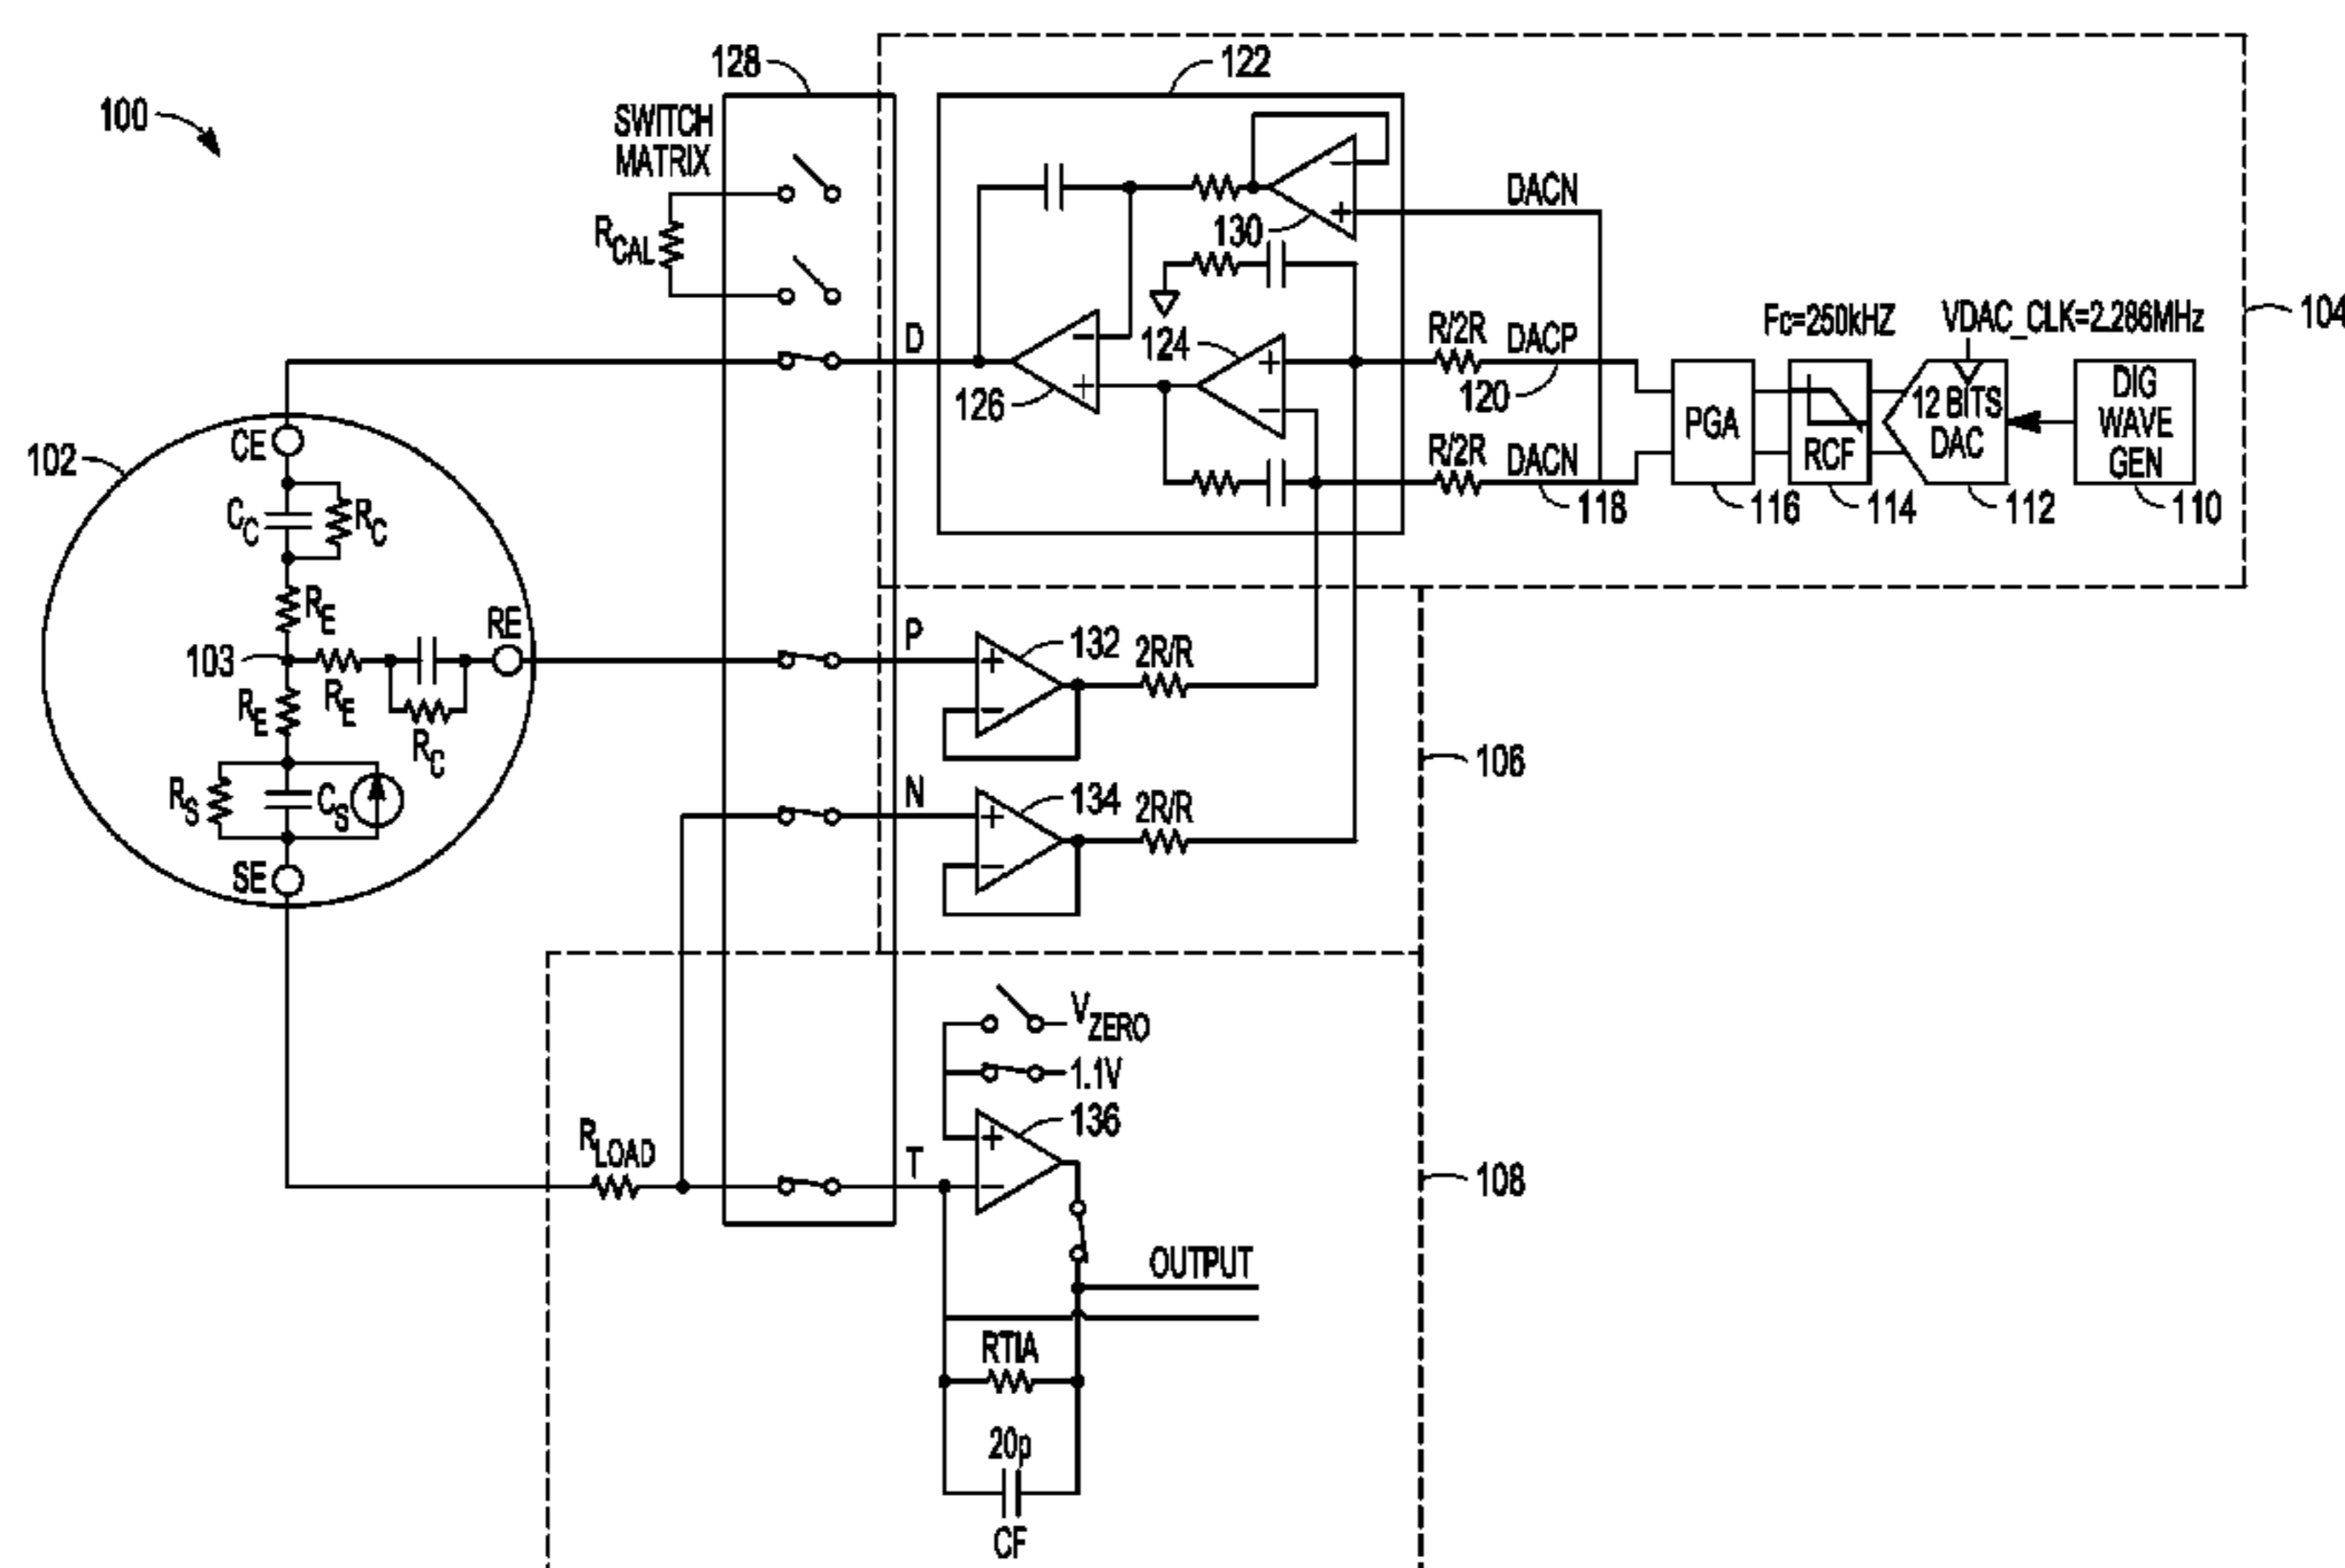 100
128
SWITCH
MATRIX
RCAL
122
130
DACN
104
124
126
D
R/2R
DACP
120
R/2R
DACN
118
Fc=250kHZ
VDAC_CLK=2.286MHz
PGA
116
RCF
114
12 BITS
DAC
112
DIG
WAVE
GEN
110
102
CE
CC
RC
RE
103
RE
RE
RC
RE
RS
CS
SE
P
132
2R/R
106
N
134
2R/R
VZERO
1.1V
136
RLOAD
T
108
OUTPUT
RTIA
20p
CF